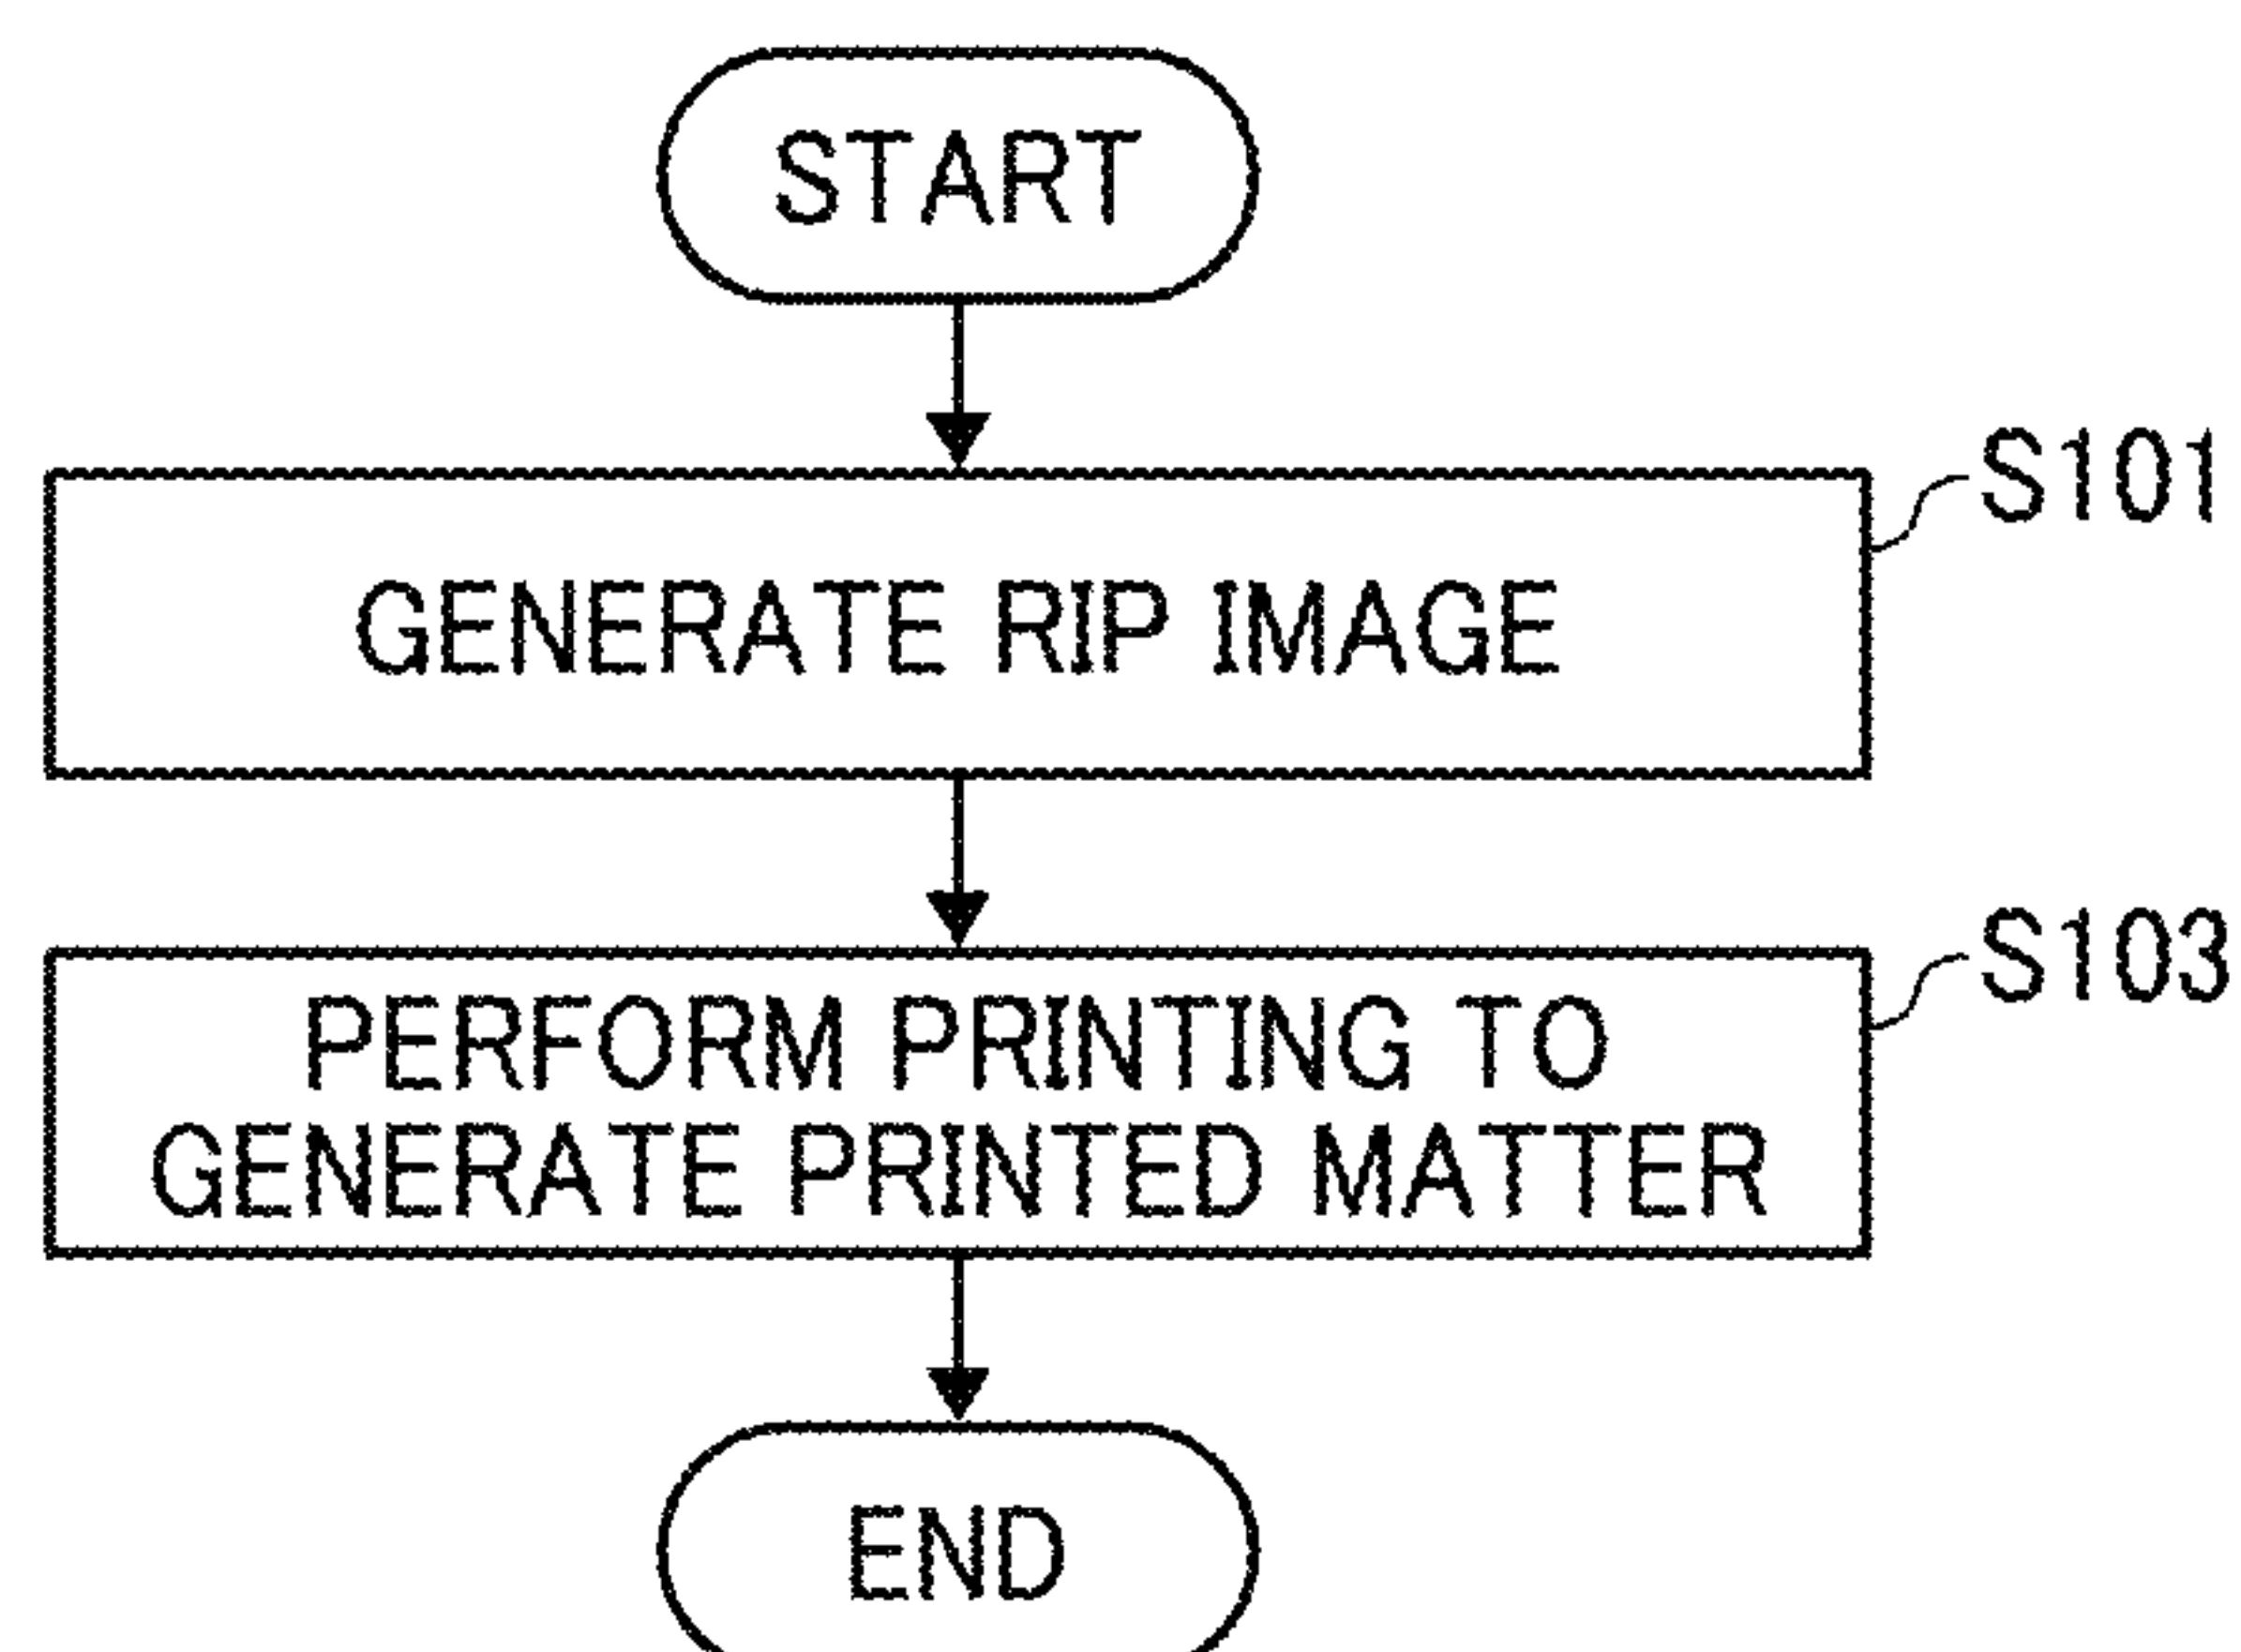 START
S101
GENERATE RIP IMAGE
S103
PERFORM PRINTING TO
GENERATE PRINTED MATTER
END